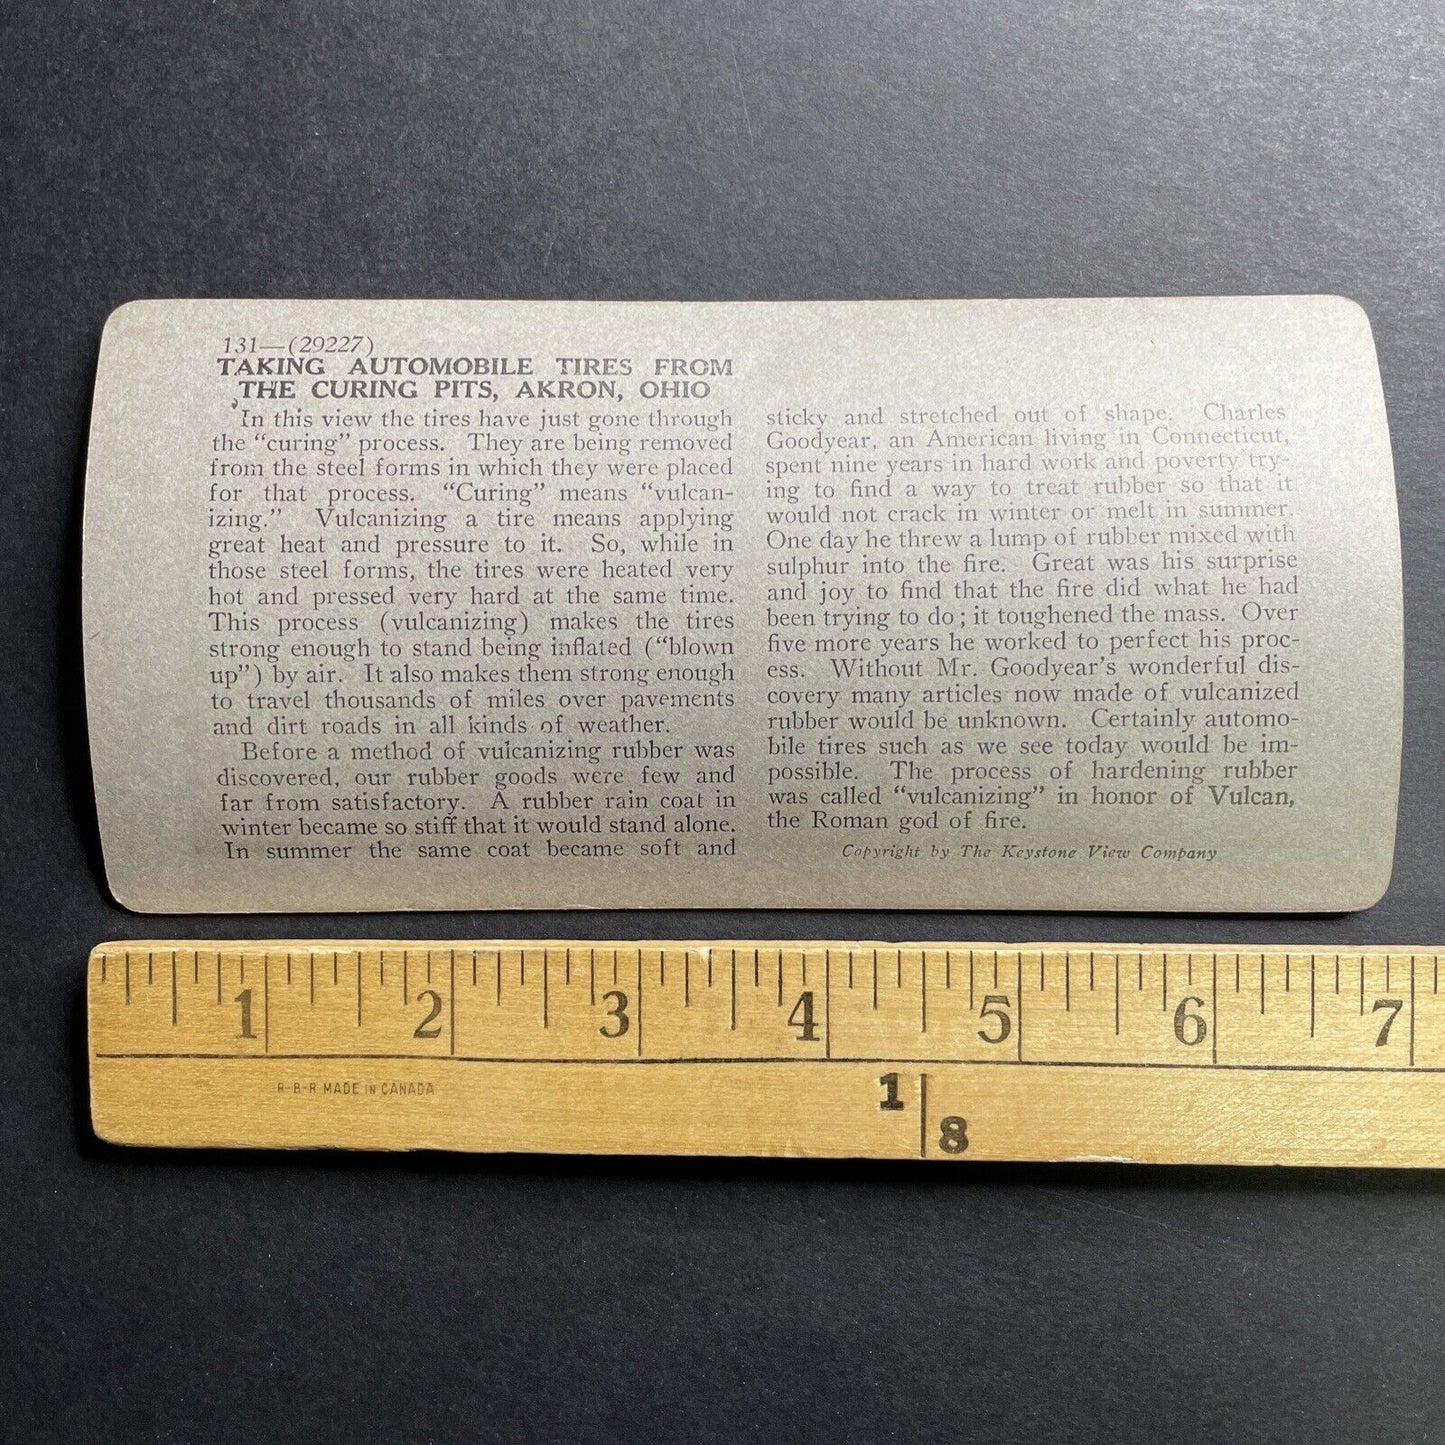 131—(29227)
TAKING AUTOMOBILE TIRES FROM
THE CURING PITS, AKRON, OHIO
In this view the tires have just gone through
the “curing” process. They are being removed
from the steel forms in which they were placed
for that process. “Curing” means “vulcan-
izing.” Vulcanizing a tire means applying
great heat and pressure to it. So, while in
those steel forms, the tires were heated very
hot and pressed very hard at the same time.
This process (vulcanizing) makes the tires
strong enough to stand being inflated (“blown
up”) by air. It also makes them strong enough
to travel thousands of miles over pavements
and dirt roads in all kinds of weather.
Before a method of vulcanizing rubber was
discovered, our rubber goods were few and
far from satisfactory. A rubber rain coat in
winter became so stiff that it would stand alone.
In summer the same coat became soft and
sticky and stretched out of shape. Charles
Goodyear, an American living in Connecticut,
spent nine years in hard work and poverty try-
ing to find a way to treat rubber so that it
would not crack in winter or melt in summer.
One day he threw a lump of rubber mixed with
sulphur into the fire. Great was his surprise
and joy to find that the fire did what he had
been trying to do; it toughened the mass. Over
five more years he worked to perfect his proc-
ess. Without Mr. Goodyear’s wonderful dis-
covery many articles now made of vulcanized
rubber would be unknown. Certainly automo-
bile tires such as we see today would be im-
possible. The process of hardening rubber
was called “vulcanizing” in honor of Vulcan,
the Roman god of fire.
Copyright by The Keystone View Company
1 2 3 4 5 6 7
R-B-R MADE IN CANADA
1
8